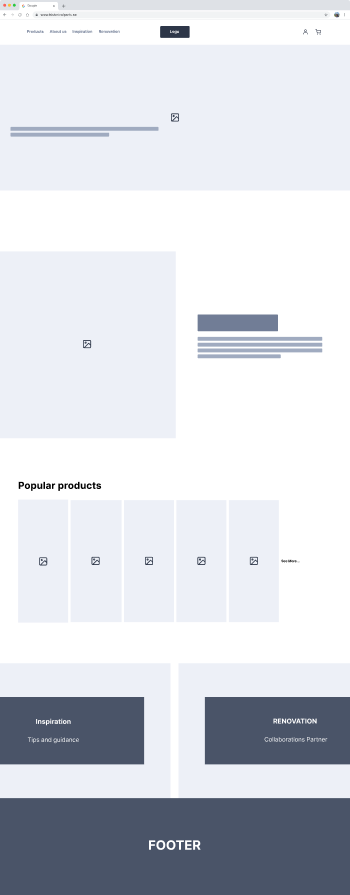 Products About us Inspiration Renovation
Logo
Popular products
See More...
Inspiration
Tips and guidance
RENOVATION
Collaborations Partner
FOOTER